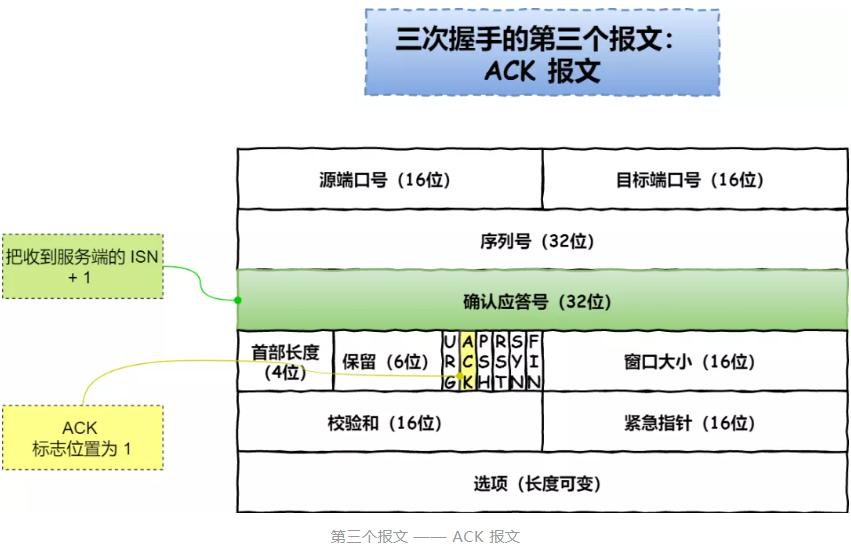 三次握手的第三个报文：
ACK 报文
源端口号（16位）
目标端口号（16位）
序列号（32位）
把收到服务端的 ISN
+ 1
确认应答号（32位）
首部长度
（4位）
保留（6位）
URG
ACK
PSH
RST
SYN
FIN
窗口大小（16位）
ACK
标志位置为 1
校验和（16位）
紧急指针（16位）
选项（长度可变）
第三个报文 —— ACK 报文